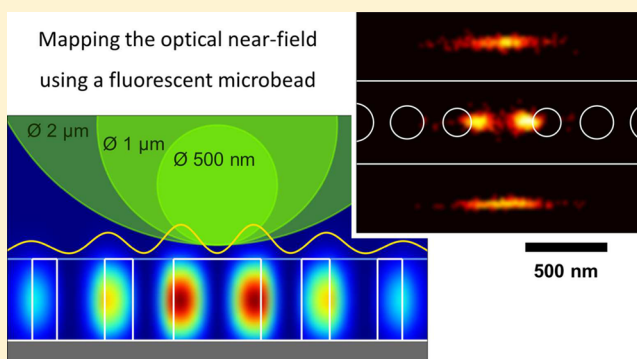 Mapping the optical near-field
using a fluorescent microbead
Ø 2 µm
Ø 1 µm
Ø 500 nm
500 nm